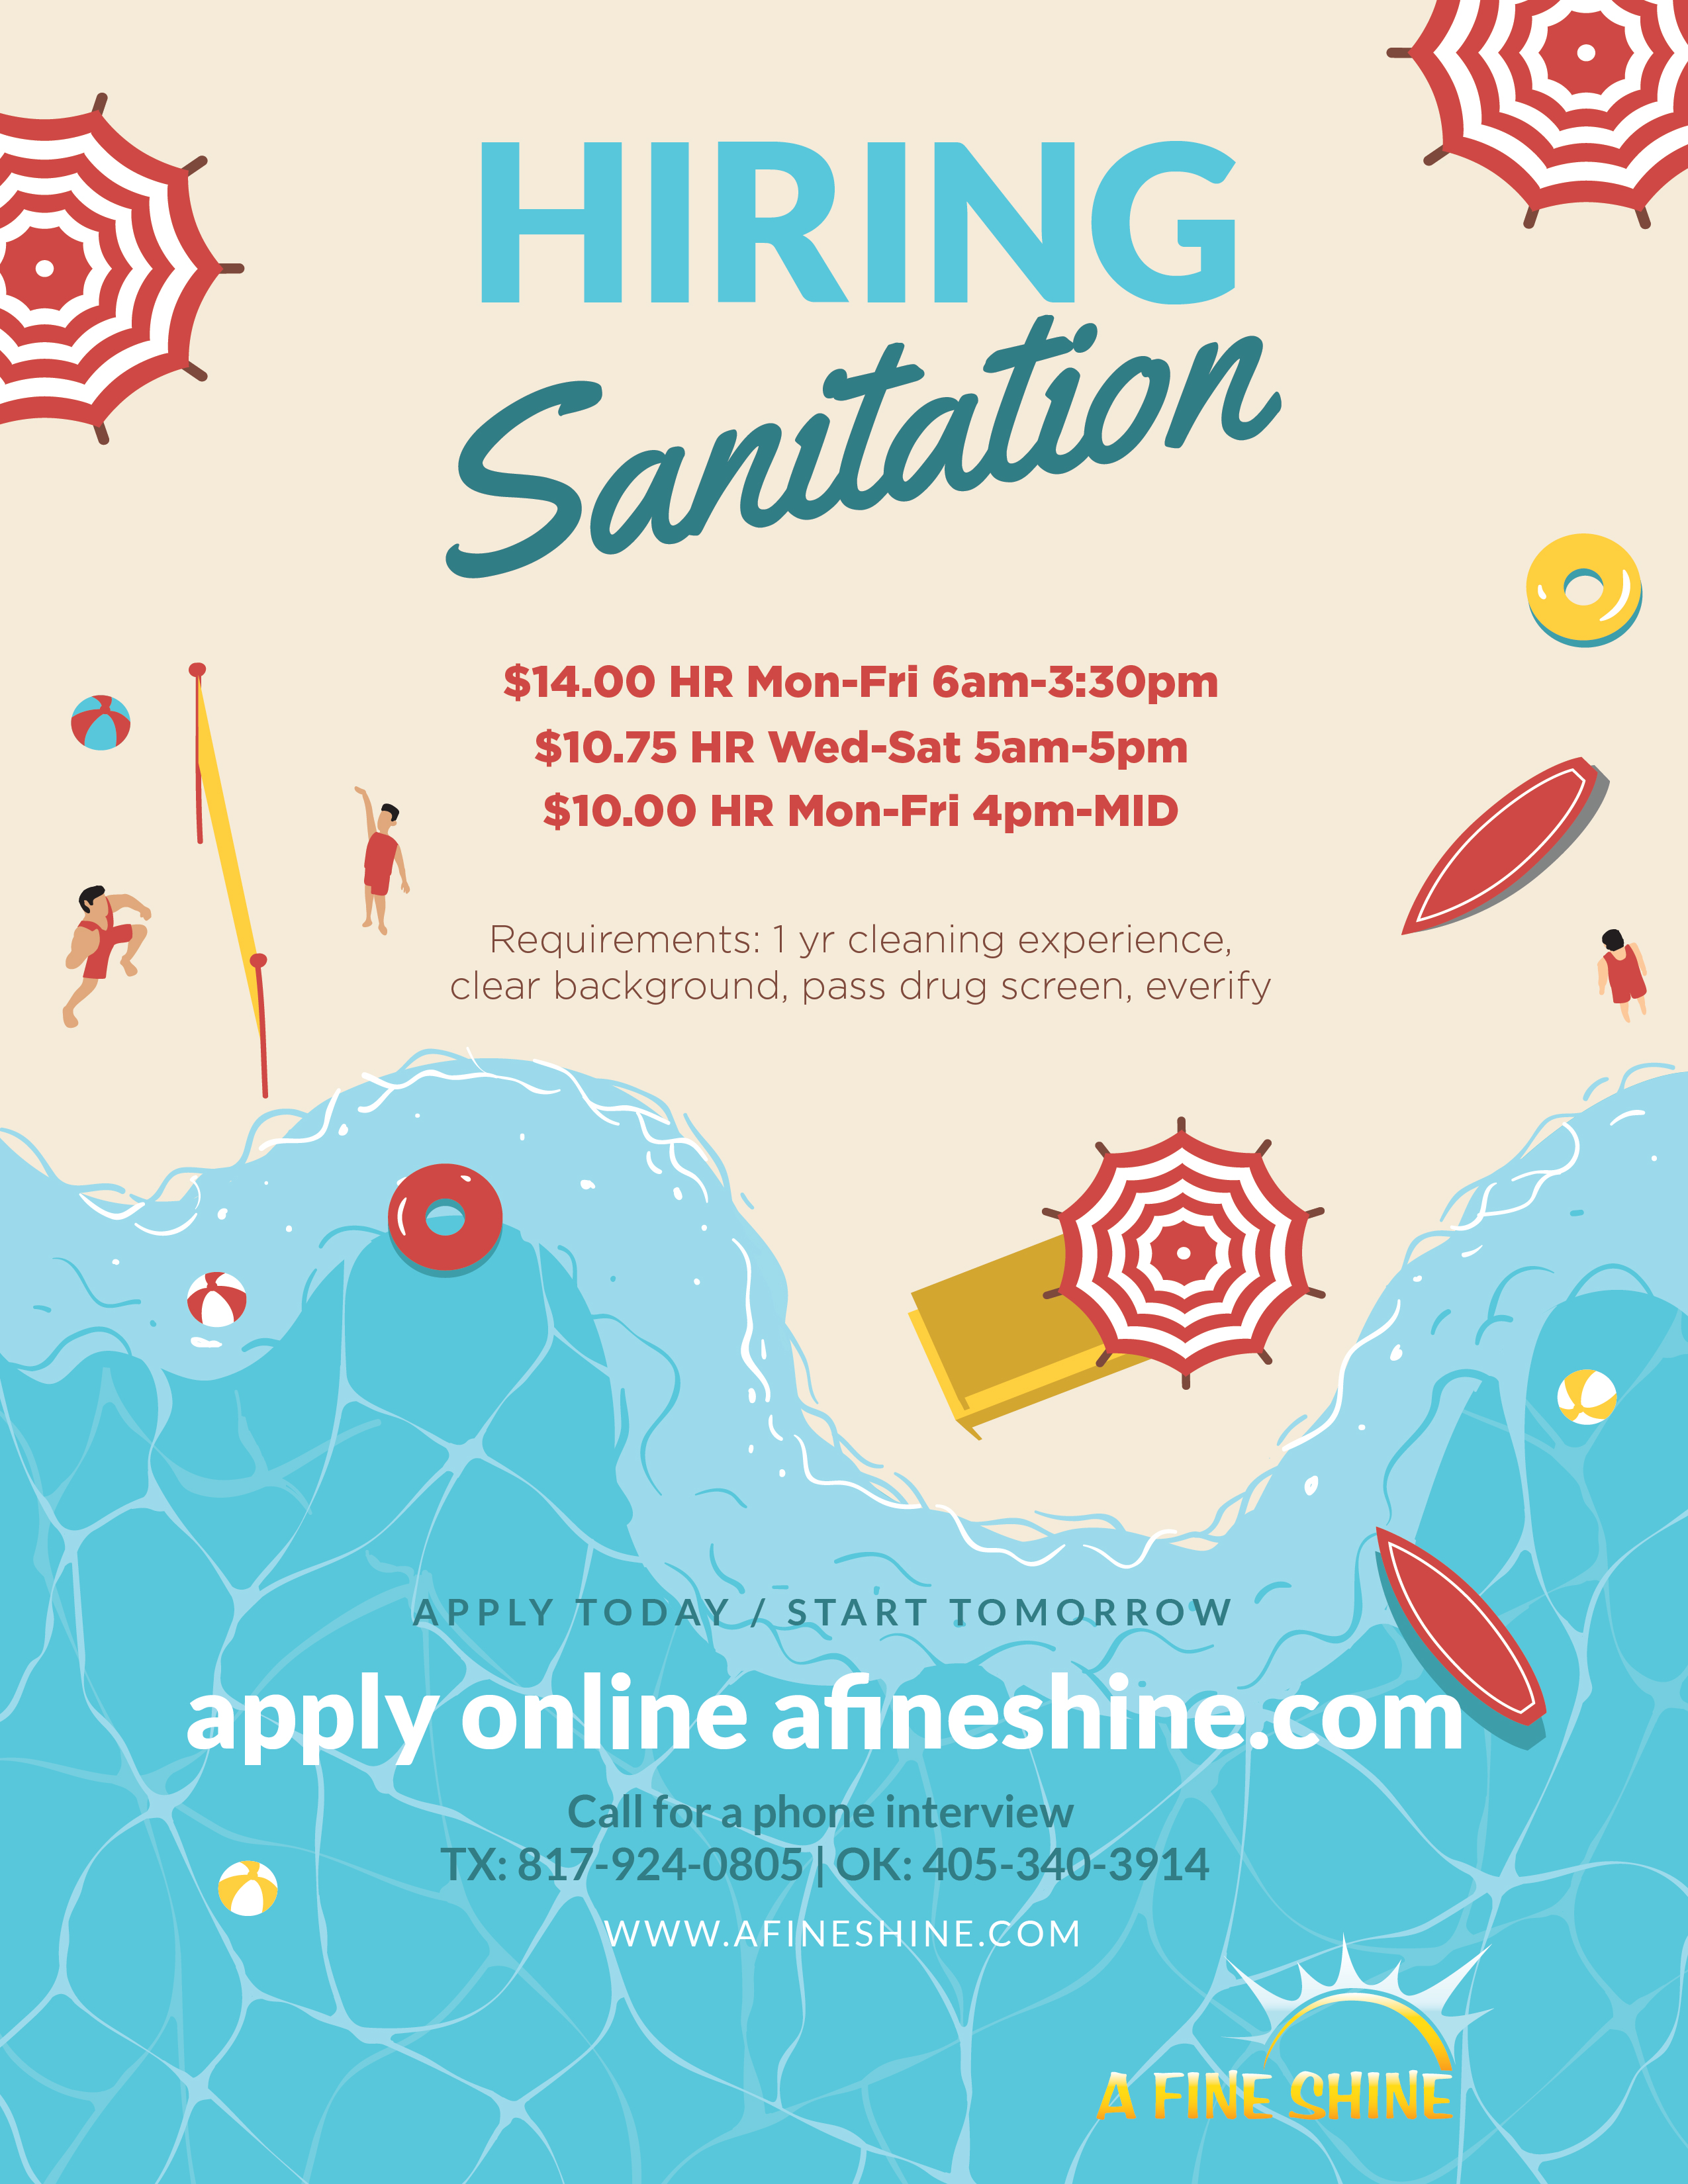 HIRING
Sanitation
$14.00 HR Mon-Fri 6am-3:30pm
$10.75 HR Wed-Sat 5am-5pm
$10.00 HR Mon-Fri 4pm-MID
Requirements: 1 yr cleaning experience,
clear background, pass drug screen, everify
APPLY TODAY / START TOMORROW
apply online afineshine.com
Call for a phone interview
TX: 817-924-0805 | OK: 405-340-3914
WWW.AFINESHINE.COM
A FINE SHINE